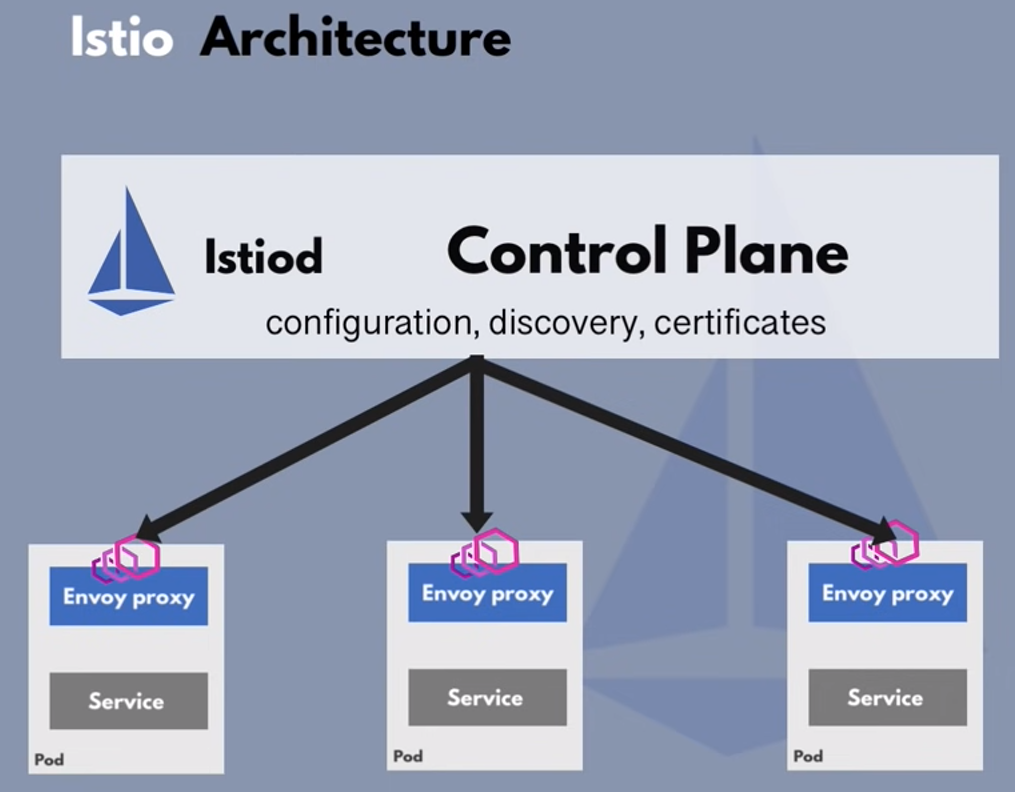 Istio Architecture
Istiod
Control Plane
configuration, discovery, certificates
Envoy proxy
Service
Pod
Envoy proxy
Service
Pod
Envoy proxy
Service
Pod